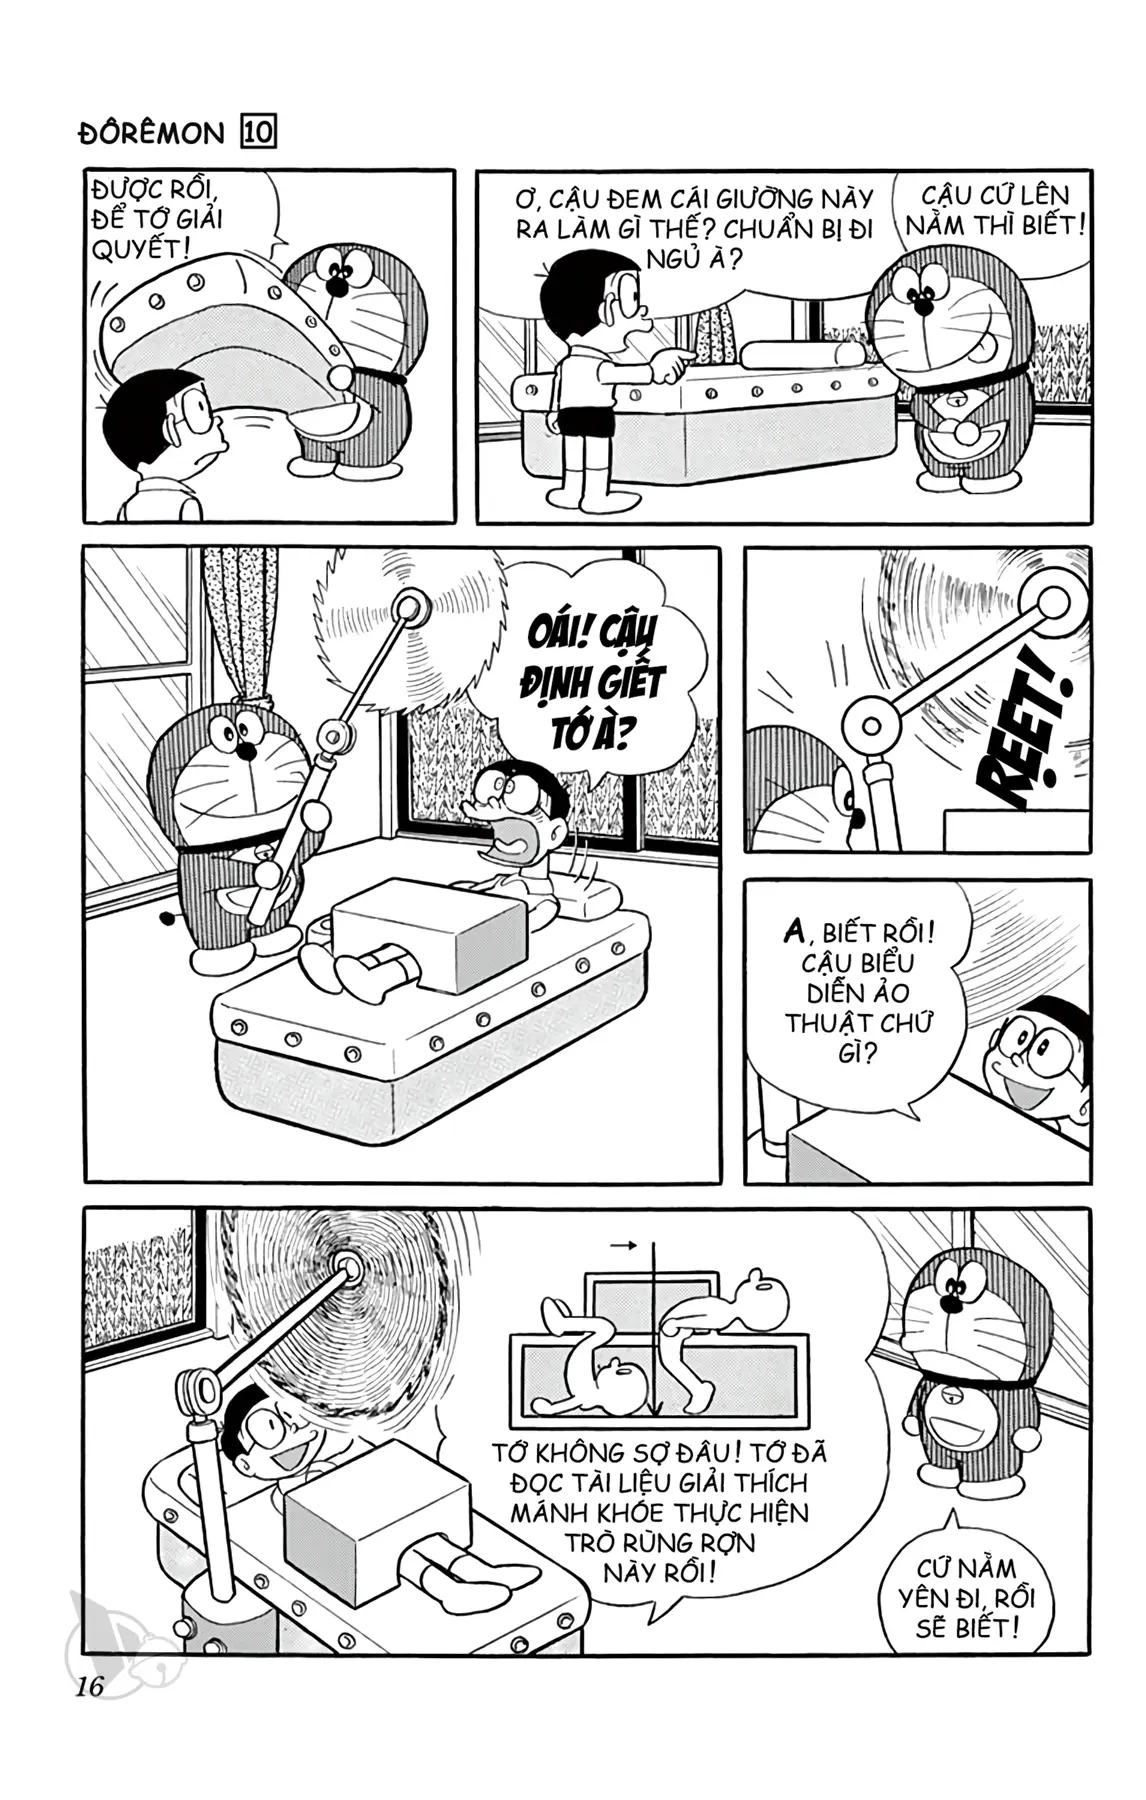 ĐÔRÊMON 10
ĐƯỢC RỒI,
ĐỂ TỚ GIẢI
QUYẾT!
Ơ, CẬU ĐEM CÁI GIƯỜNG NÀY
RA LÀM GÌ THẾ? CHUẨN BỊ ĐI
NGỦ À?
CẬU CỨ LÊN
NẰM THÌ BIẾT!
OÁI! CẬU
ĐỊNH GIẾT
TỚ À?
RẸET!
A, BIẾT RỒI!
CẬU BIỂU
DIỄN ẢO
THUẬT CHỨ
GÌ?
TỚ KHÔNG SỢ ĐÂU! TỚ ĐÃ
ĐỌC TÀI LIỆU GIẢI THÍCH
MÁNH KHÓE THỰC HIỆN
TRÒ RÙNG RỢN
NÀY RỒI!
CỨ NẰM
YÊN ĐI, RỒI
SẼ BIẾT!
16